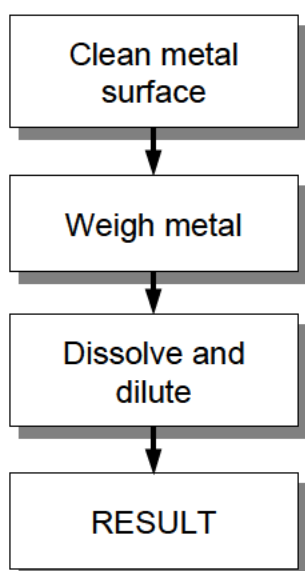 Clean metal
surface
Weigh metal
Dissolve and
dilute
RESULT